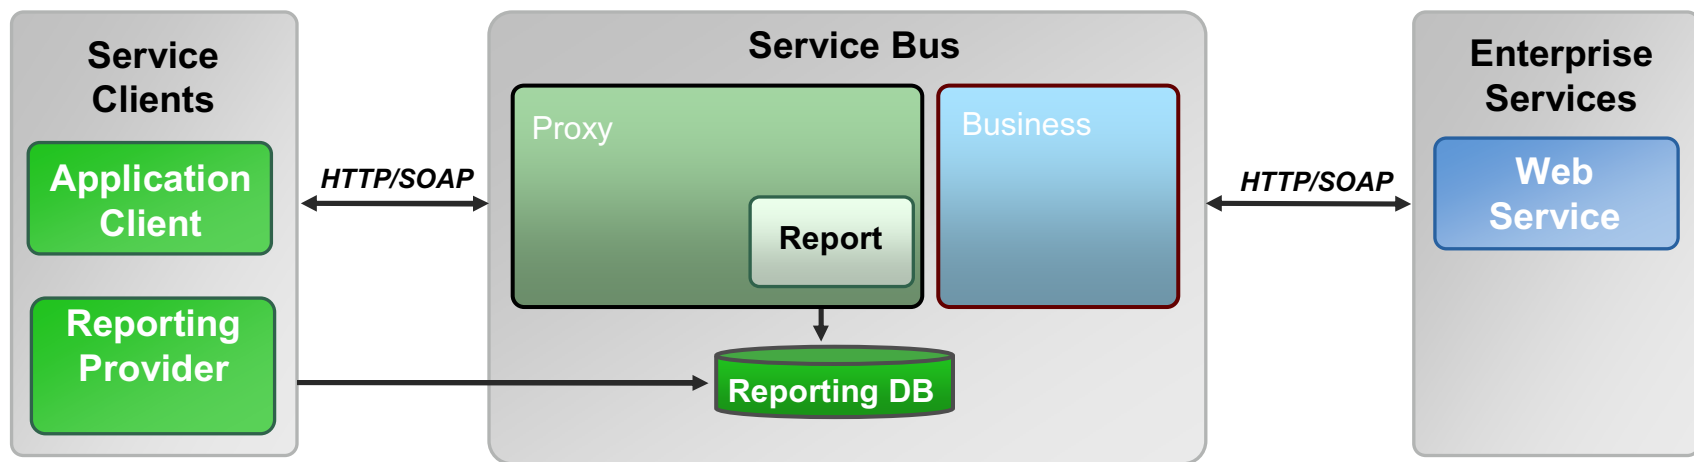 Service
Clients
Application
Client
Reporting
Provider
HTTP/SOAP
Service Bus
Proxy
Report
Business
Reporting DB
HTTP/SOAP
Enterprise
Services
Web
Service